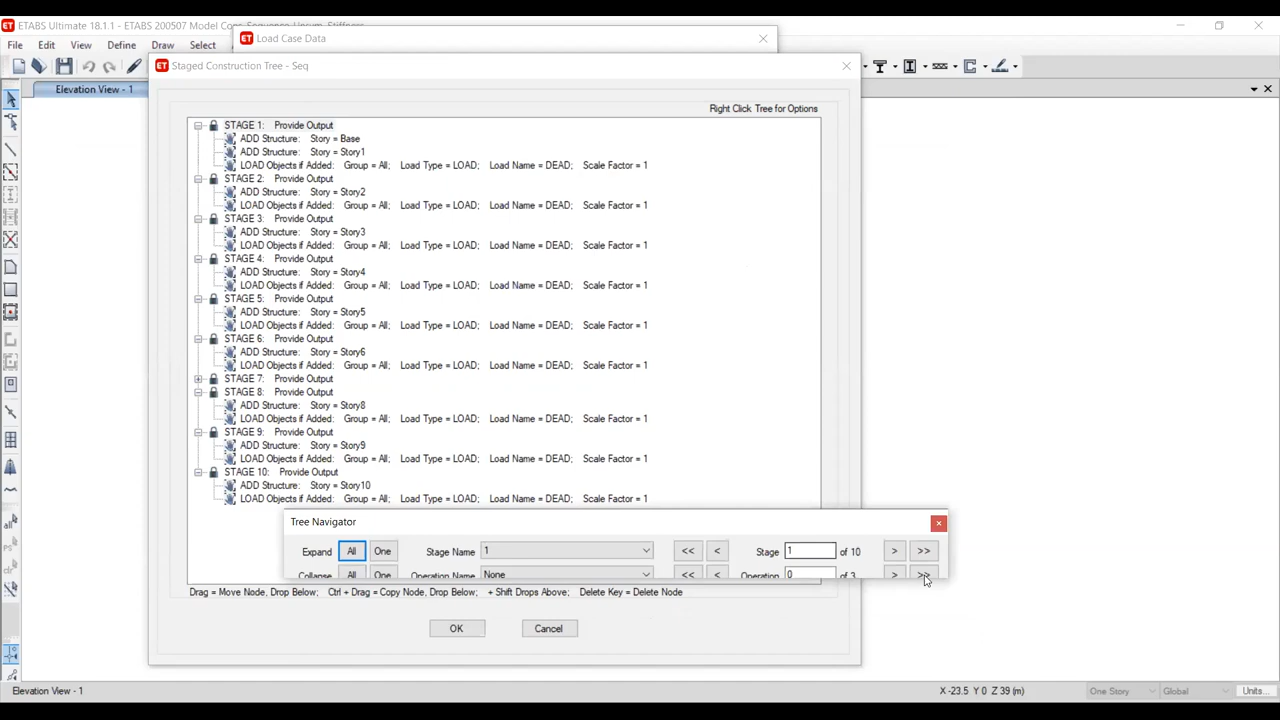 ETABS Ultimate 18.1.1 - ETABS 200507 Model Cons Sequence Upsum Stiffness
Load Case Data
File Edit View Define Draw Select
Staged Construction Tree - Seq
Elevation View - 1
Right Click Tree for Options
STAGE 1: Provide Output
ADD Structure: Story = Base
ADD Structure: Story = Story1
LOAD Objects if Added: Group = All; Load Type = LOAD; Load Name = DEAD; Scale Factor = 1
STAGE 2: Provide Output
ADD Structure: Story = Story2
LOAD Objects if Added: Group = All; Load Type = LOAD; Load Name = DEAD; Scale Factor = 1
STAGE 3: Provide Output
ADD Structure: Story = Story3
LOAD Objects if Added: Group = All; Load Type = LOAD; Load Name = DEAD; Scale Factor = 1
STAGE 4: Provide Output
ADD Structure: Story = Story4
LOAD Objects if Added: Group = All; Load Type = LOAD; Load Name = DEAD; Scale Factor = 1
STAGE 5: Provide Output
ADD Structure: Story = Story5
LOAD Objects if Added: Group = All; Load Type = LOAD; Load Name = DEAD; Scale Factor = 1
STAGE 6: Provide Output
ADD Structure: Story = Story6
LOAD Objects if Added: Group = All; Load Type = LOAD; Load Name = DEAD; Scale Factor = 1
STAGE 7: Provide Output
STAGE 8: Provide Output
ADD Structure: Story = Story8
LOAD Objects if Added: Group = All; Load Type = LOAD; Load Name = DEAD; Scale Factor = 1
STAGE 9: Provide Output
ADD Structure: Story = Story9
LOAD Objects if Added: Group = All; Load Type = LOAD; Load Name = DEAD; Scale Factor = 1
STAGE 10: Provide Output
ADD Structure: Story = Story10
LOAD Objects if Added: Group = All; Load Type = LOAD; Load Name = DEAD; Scale Factor = 1
Tree Navigator
Expand All One Stage Name 1 << < Stage 1 of 10 > >>
Collapse All One Operation Name None << < Operation 0 of 3 > >>
Drag = Move Node, Drop Below; Ctrl + Drag = Copy Node, Drop Below; + Shift Drops Above; Delete Key = Delete Node
OK Cancel
Elevation View - 1 X -23.5 Y 0 Z 39 (m) One Story Global Units...